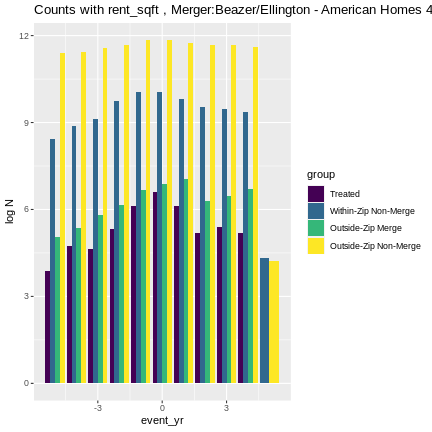 Counts with rent_sqft , Merger:Beazer/Ellington - American Homes 4
12
9
6
3
0
log N
-3
0
3
event_yr
group
Treated
Within-Zip Non-Merge
Outside-Zip Merge
Outside-Zip Non-Merge